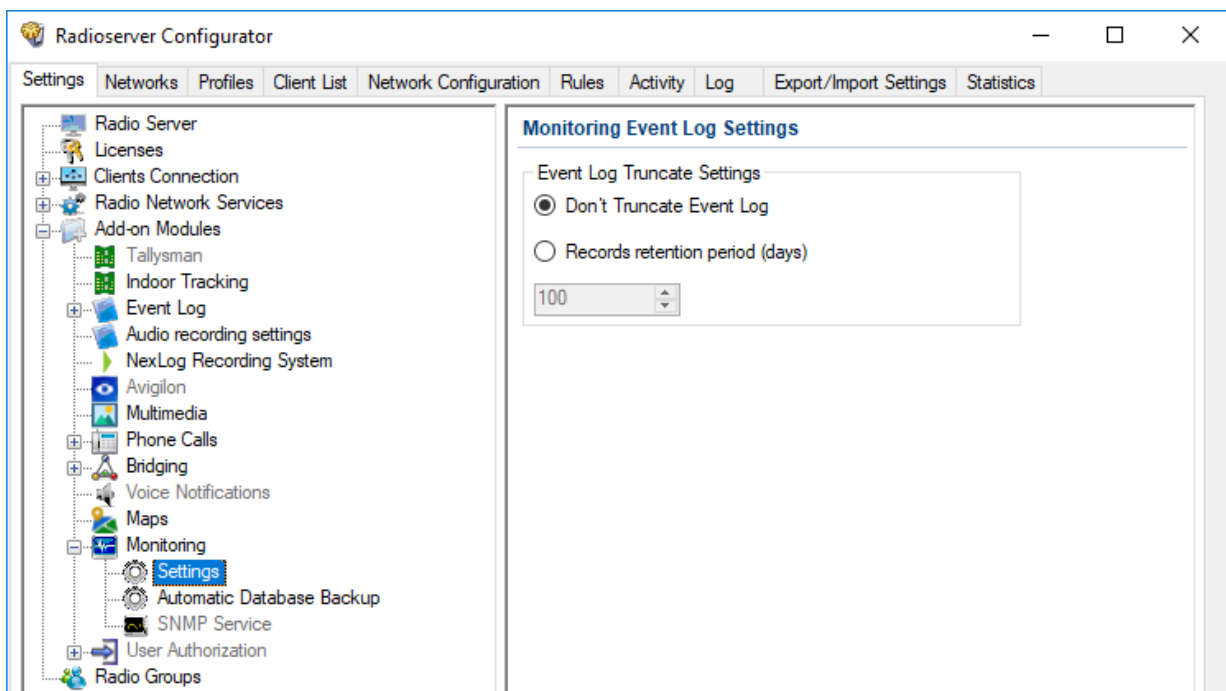 Radioserver Configurator
Settings Networks Profiles Client List Network Configuration Rules Activity Log Export/Import Settings Statistics
Radio Server
Licenses
Clients Connection
Radio Network Services
Add-on Modules
Tallysman
Indoor Tracking
Event Log
Audio recording settings
NexLog Recording System
Avigilon
Multimedia
Phone Calls
Bridging
Voice Notifications
Maps
Monitoring
Settings
Automatic Database Backup
SNMP Service
User Authorization
Radio Groups
Monitoring Event Log Settings
Event Log Truncate Settings
Don't Truncate Event Log
Records retention period (days)
100